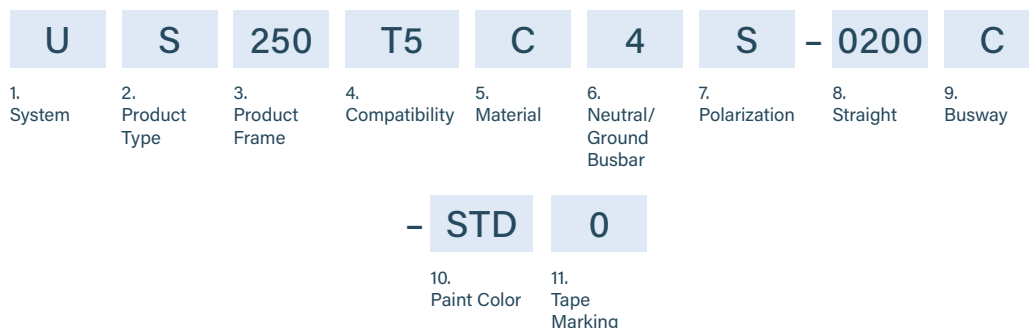 U S 250 T5 C 4 S – 0200 C
1. 2. 3. 4. 5. 6. 7. 8. 9.
System Product Product Compatibility Material Neutral/ Polarization Straight Busway
Type Frame Ground
Busbar
– STD 0
10. 11.
Paint Color Tape
Marking